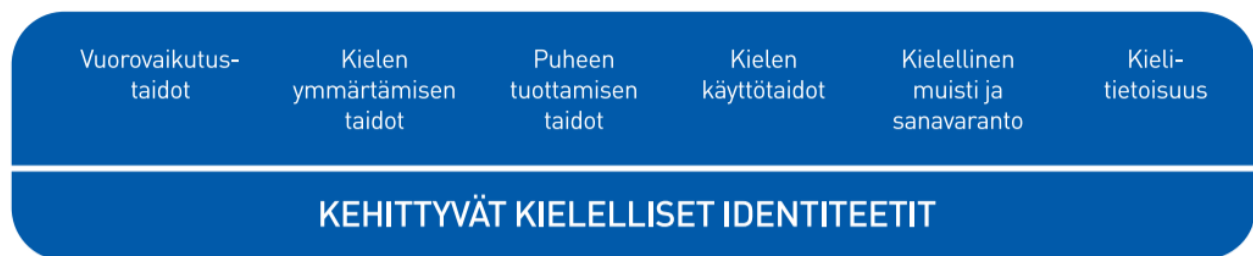 Vuorovaikutus-
taidot
Kielen
ymmärtämisen
taidot
Puheen
tuottamisen
taidot
Kielen
käyttötaidot
Kielellinen
muisti ja
sanavaranto
Kieli-
tietoisuus
KEHITTYVÄT KIELELLISET IDENTITEETIT